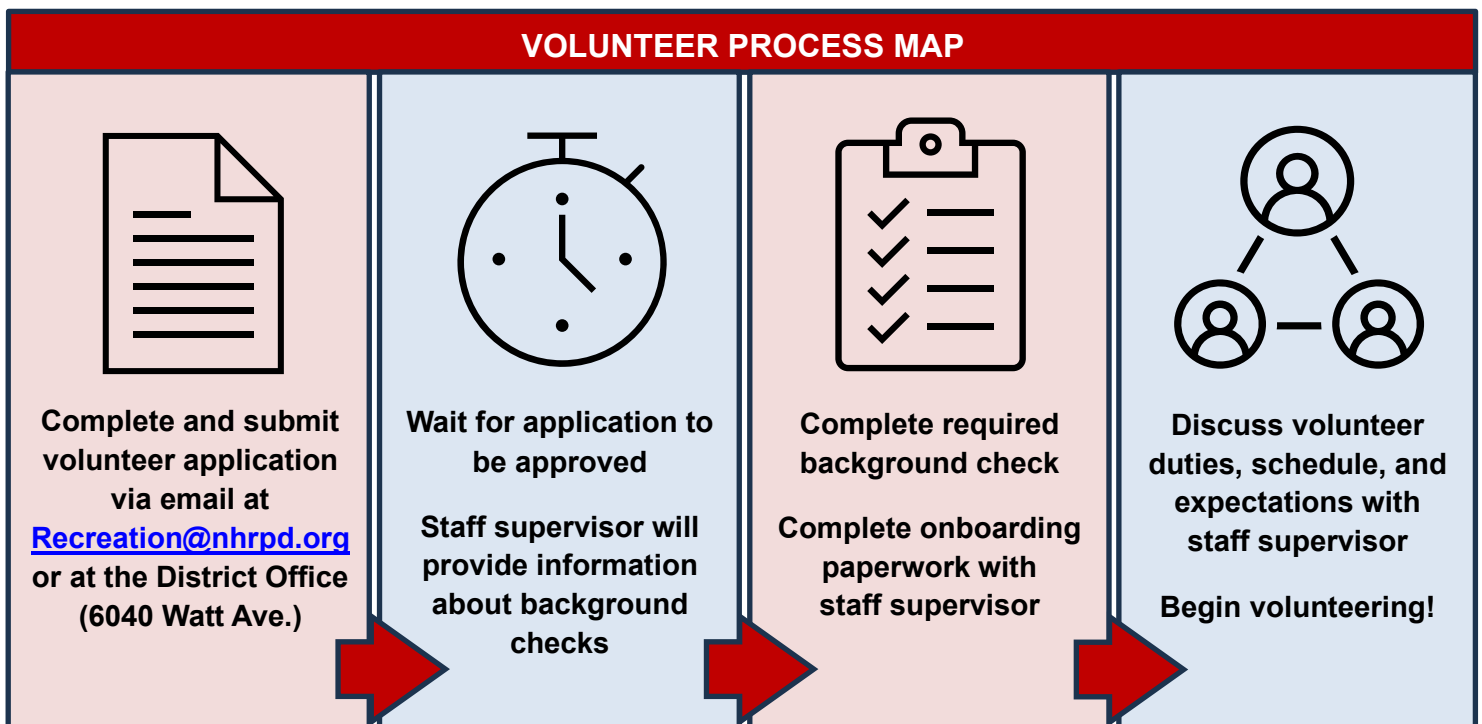 VOLUNTEER PROCESS MAP
Complete and submit
volunteer application
via email at
Recreation@nhrpd.org
or at the District Office
(6040 Watt Ave.)
Wait for application to
be approved
Staff supervisor will
provide information
about background
checks
Complete required
background check
Complete onboarding
paperwork with
staff supervisor
Discuss volunteer
duties, schedule, and
expectations with
staff supervisor
Begin volunteering!